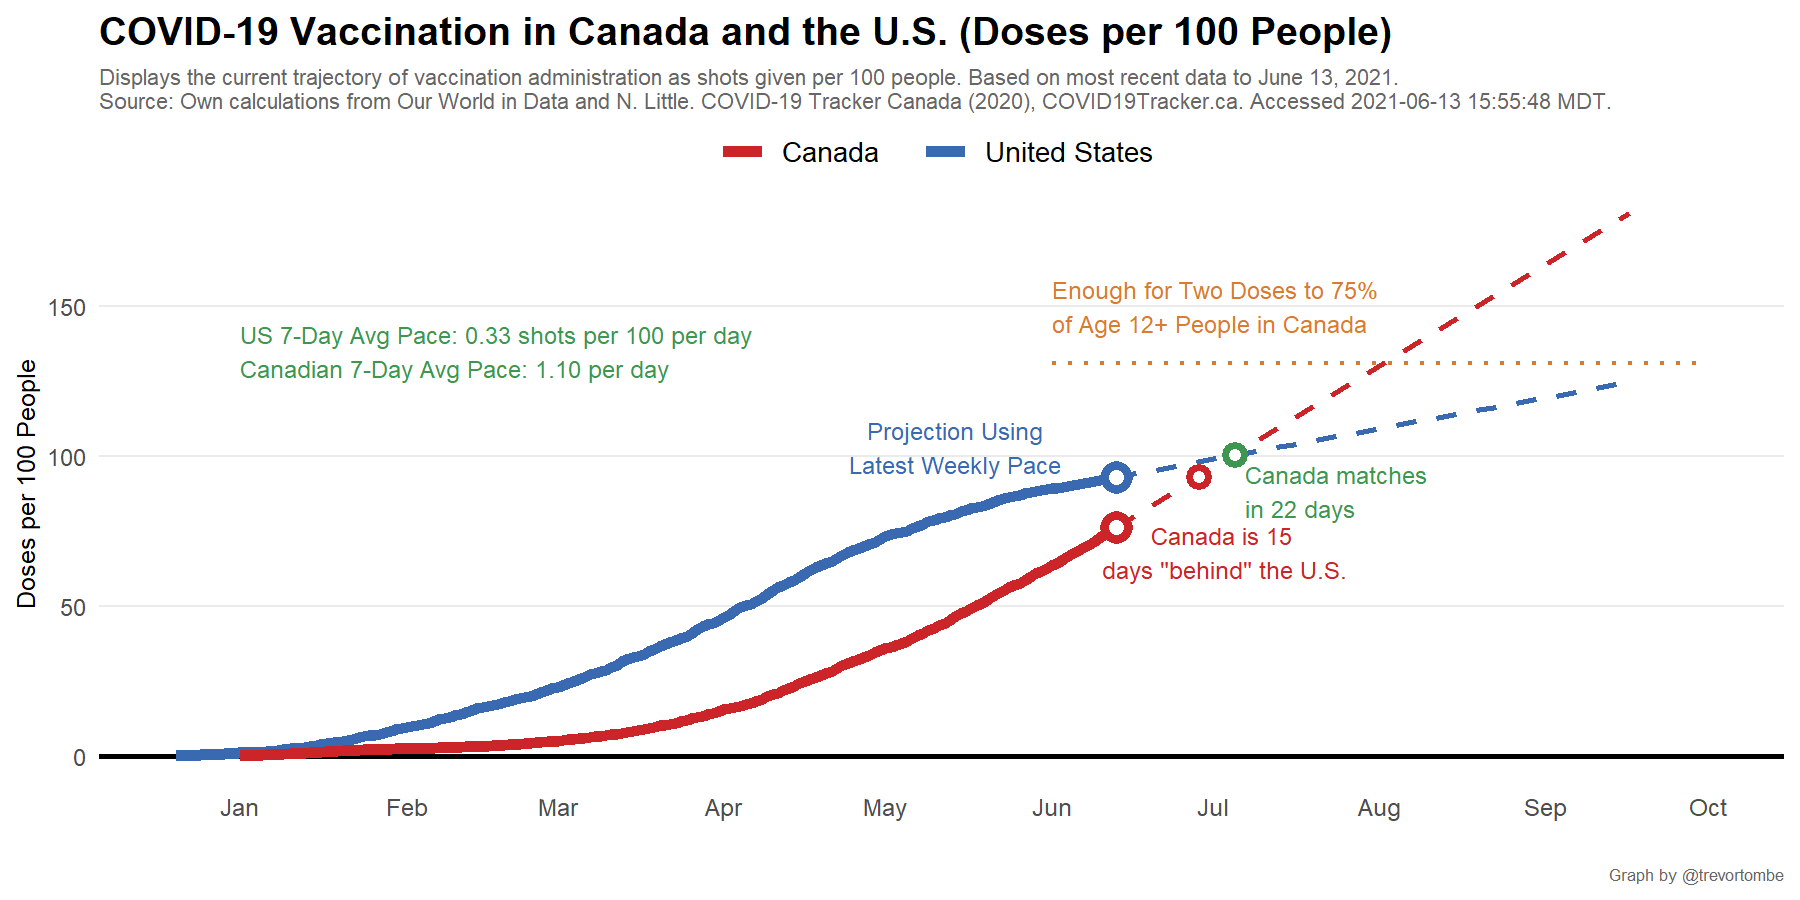 COVID-19 Vaccination in Canada and the U.S. (Doses per 100 People)
Displays the current trajectory of vaccination administration as shots given per 100 people. Based on most recent data to June 13, 2021.
Source: Own calculations from Our World in Data and N. Little. COVID-19 Tracker Canada (2020), COVID19Tracker.ca. Accessed 2021-06-13 15:55:48 MDT.
Canada
United States
Doses per 100 People
150
100
50
0
US 7-Day Avg Pace: 0.33 shots per 100 per day
Canadian 7-Day Avg Pace: 1.10 per day
Enough for Two Doses to 75%
of Age 12+ People in Canada
Projection Using
Latest Weekly Pace
Canada matches
in 22 days
Canada is 15
days "behind" the U.S.
Jan
Feb
Mar
Apr
May
Jun
Jul
Aug
Sep
Oct
Graph by @trevortombe